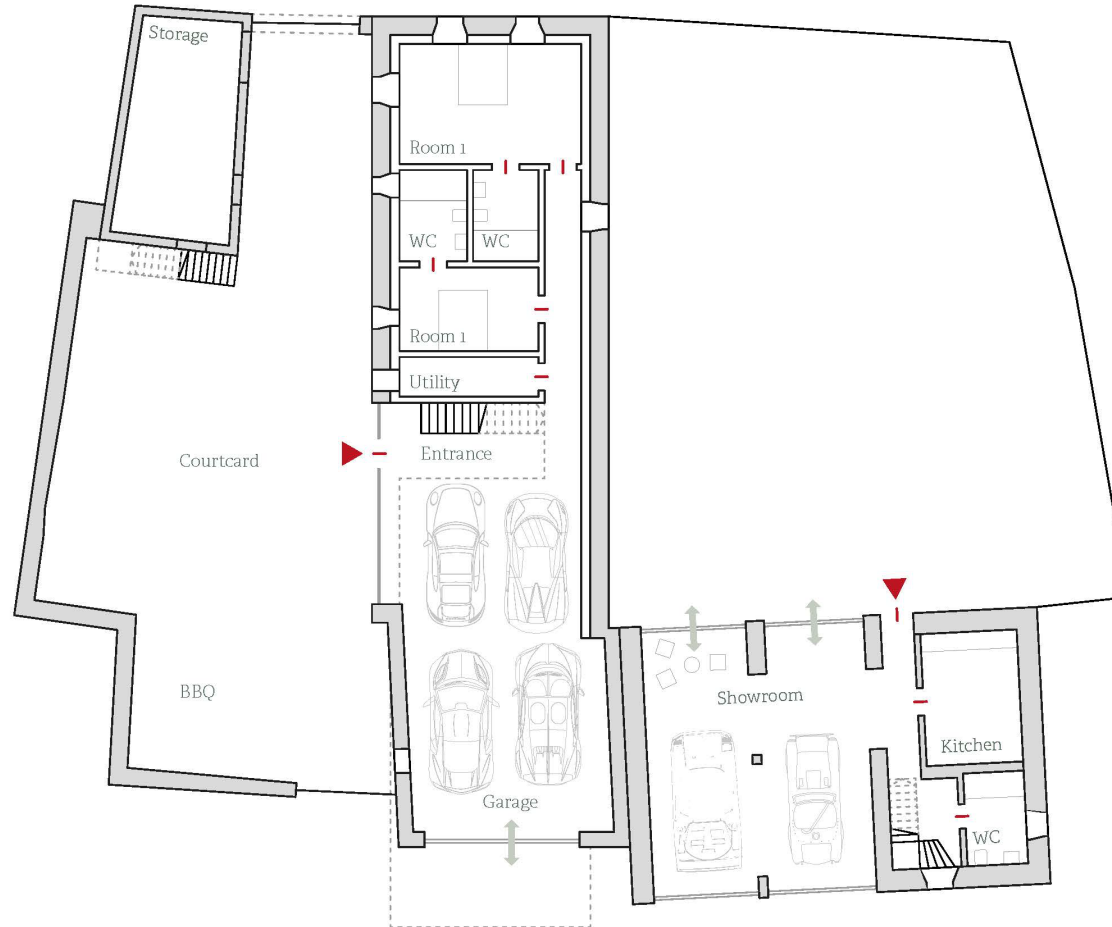 Storage
Room 1
WC
WC
Room 1
Utility
Courtcard
Entrance
BBQ
Showroom
Kitchen
Garage
WC